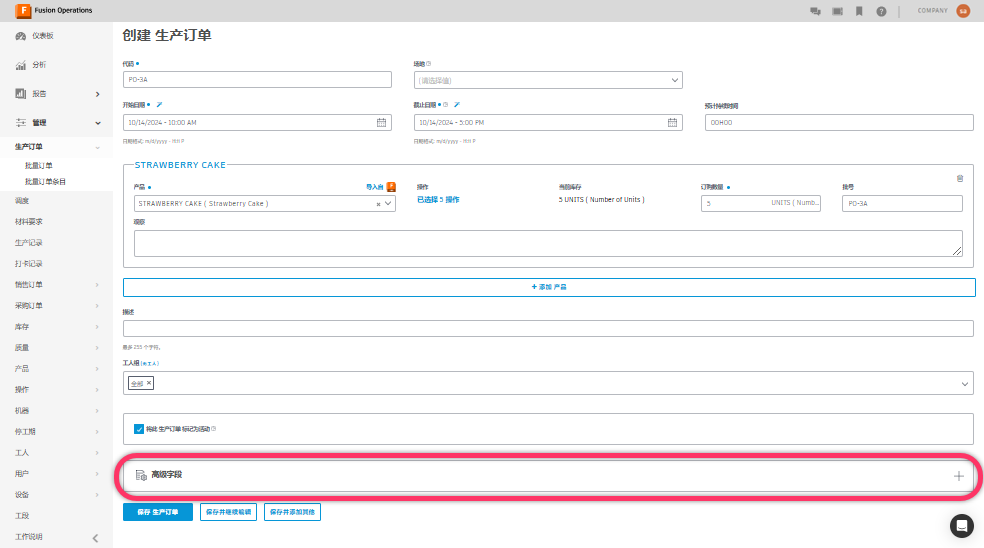 Fusion Operations
COMPANY
sa
创建 生产订单
仪表板
分析
报告
管理
生产订单
批量订单
批量订单条目
调度
材料要求
生产记录
打卡记录
销售订单
采购订单
库存
质量
产品
操作
机器
停工期
工人
用户
设备
工段
工作说明
代码
PO-3A
场地
(请选择值)
开始日期
10/14/2024 - 10:00 AM
日期格式: m/d/yyyy - H:H P
截止日期
10/14/2024 - 5:00 PM
日期格式: m/d/yyyy - H:H P
预计持续时间
00H00
STRAWBERRY CAKE
产品
导入自
STRAWBERRY CAKE ( Strawberry Cake )
操作
已选择 5 操作
当前库存
5 UNITS ( Number of Units )
订购数量
5
UNITS ( Numb...
批号
PO-3A
观察
+ 添加 产品
描述
最多 255 个字符。
工人组
全部 ×
将此 生产订单 标记为活动
高级字段
保存 生产订单
保存并继续编辑
保存并添加其他